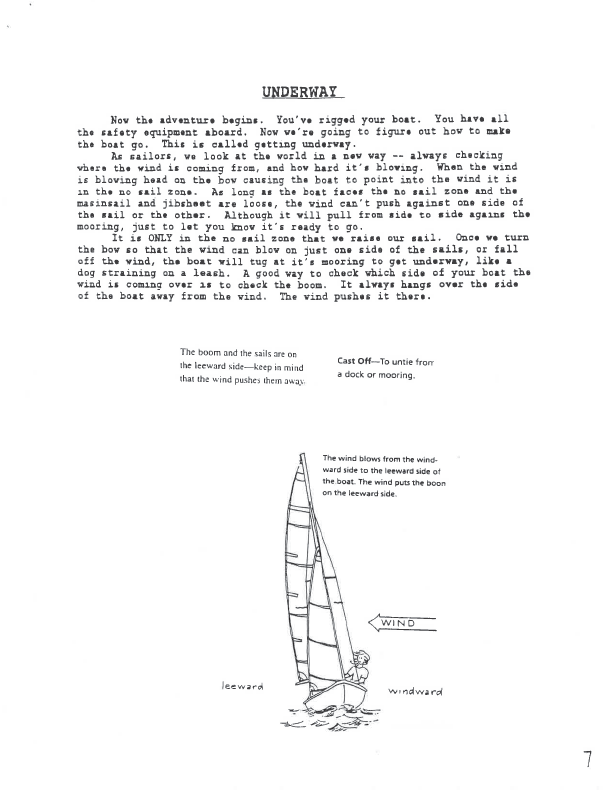 UNDERWAY
Now the adventure begins. You've rigged your boat. You have all
the safety equipment aboard. Now we're going to figure out how to make
the boat go. This is called getting underway.
As sailors, we look at the world in a new way -- always checking
where the wind is coming from, and how hard it's blowing. When the wind
is blowing head on the bow causing the boat to point into the wind it is
in the no sail zone. As long as the boat faces the no sail zone and the
masinsail and jibsheet are loose, the wind can't push against one side of
the sail or the other. Although it will pull from side to side agains the
mooring, just to let you know it's ready to go.
It is ONLY in the no sail zone that we raise our sail. Once we turn
the bow so that the wind can blow on just one side of the sails, or fall
off the wind, the boat will tug at it's mooring to get underway, like a
dog straining on a leash. A good way to check which side of your boat the
wind is coming over is to check the boom. It always hangs over the side
of the boat away from the wind. The wind pushes it there.
The boom and the sails are on
the leeward side—keep in mind
that the wind pushes them away.
Cast Off—To untie from
a dock or mooring.
The wind blows from the wind-
ward side to the leeward side of
the boat. The wind puts the boon
on the leeward side.
WIND
leeward
windward
7